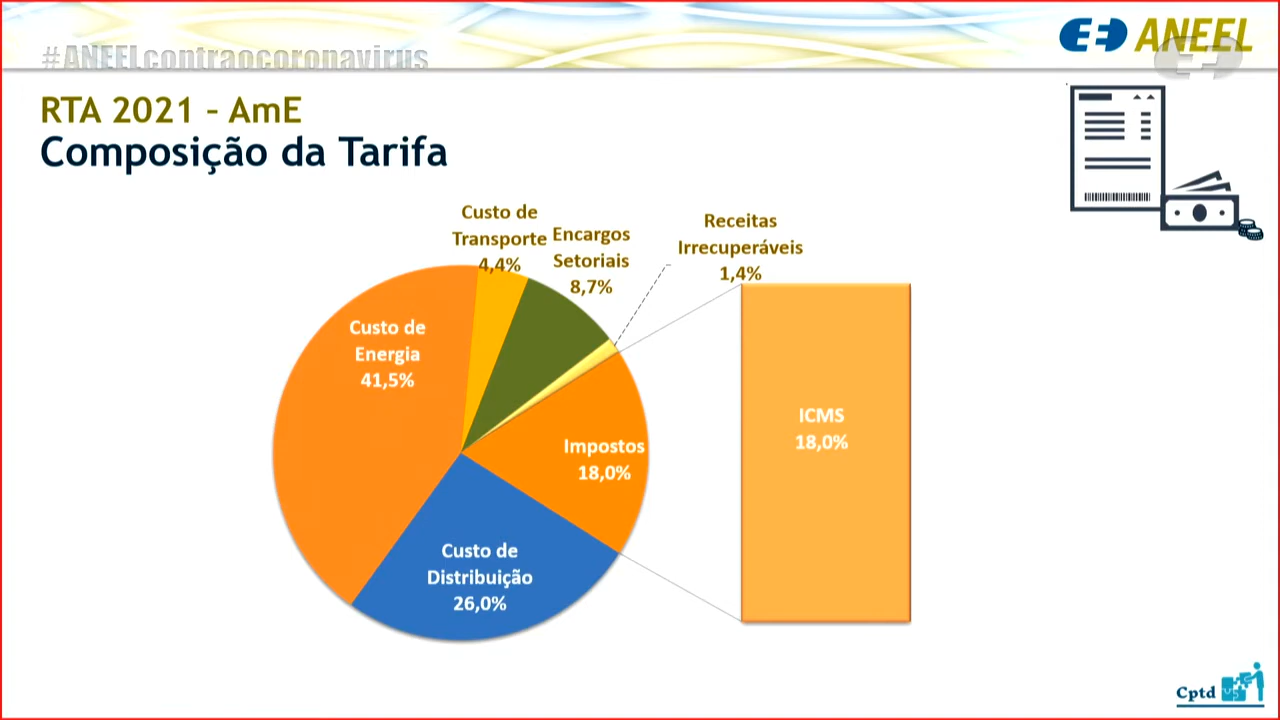 #ANEELcontraocoronavirus
ANEEL
RTA 2021 – AmE
Composição da Tarifa
Custo de
Transporte
4,4%
Encargos
Setoriais
8,7%
Receitas
Irrecuperáveis
1,4%
Custo de
Energia
41,5%
Impostos
18,0%
ICMS
18,0%
Custo de
Distribuição
26,0%
Cptd